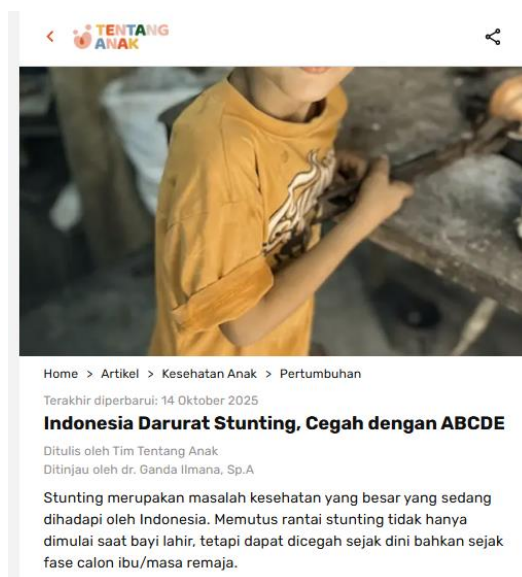 TENTANG
ANAK
Home > Artikel > Kesehatan Anak > Pertumbuhan
Terakhir diperbarui: 14 Oktober 2025
Indonesia Darurat Stunting, Cegah dengan ABCDE
Ditulis oleh Tim Tentang Anak
Ditinjau oleh dr. Ganda Ilmana, Sp.A
Stunting merupakan masalah kesehatan yang besar yang sedang
dihadapi oleh Indonesia. Memutus rantai stunting tidak hanya
dimulai saat bayi lahir, tetapi dapat dicegah sejak dini bahkan sejak
fase calon ibu/masa remaja.